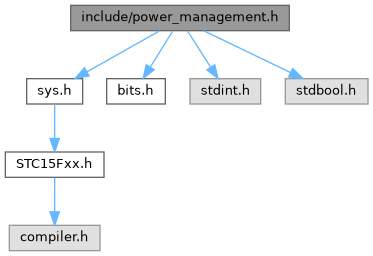 include/power_management.h
sys.h
bits.h
stdint.h
stdbool.h
STC15Fxx.h
compiler.h